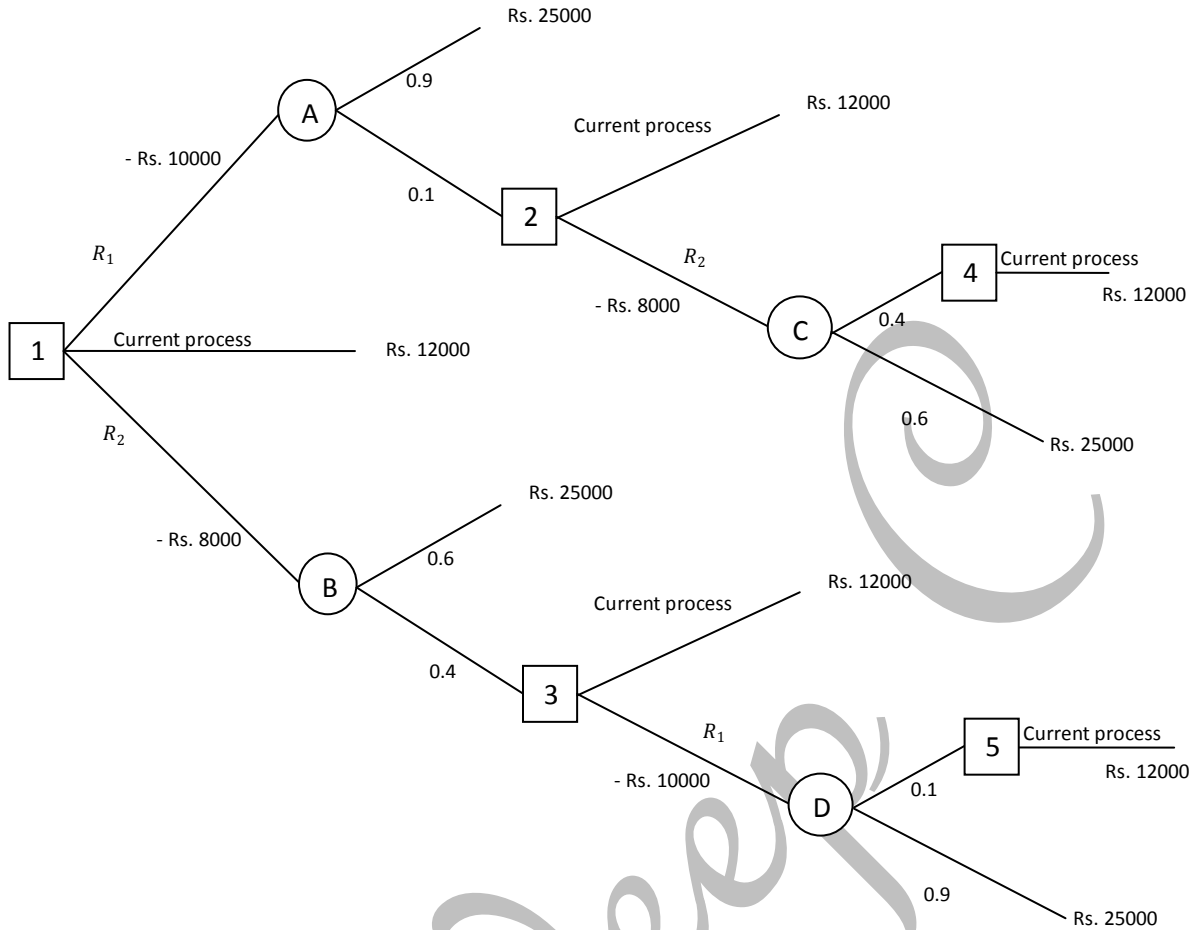 Rs. 25000
0.9
A
Rs. 12000
Current process
- Rs. 10000
0.1
2
R₁
R₂
4
Current process
Rs. 12000
- Rs. 8000
C
0.4
1
Current process
Rs. 12000
0.6
Rs. 25000
R₂
Rs. 25000
- Rs. 8000
0.6
B
Rs. 12000
Current process
0.4
3
R₁
5
Current process
Rs. 12000
- Rs. 10000
D
0.1
0.9
Rs. 25000